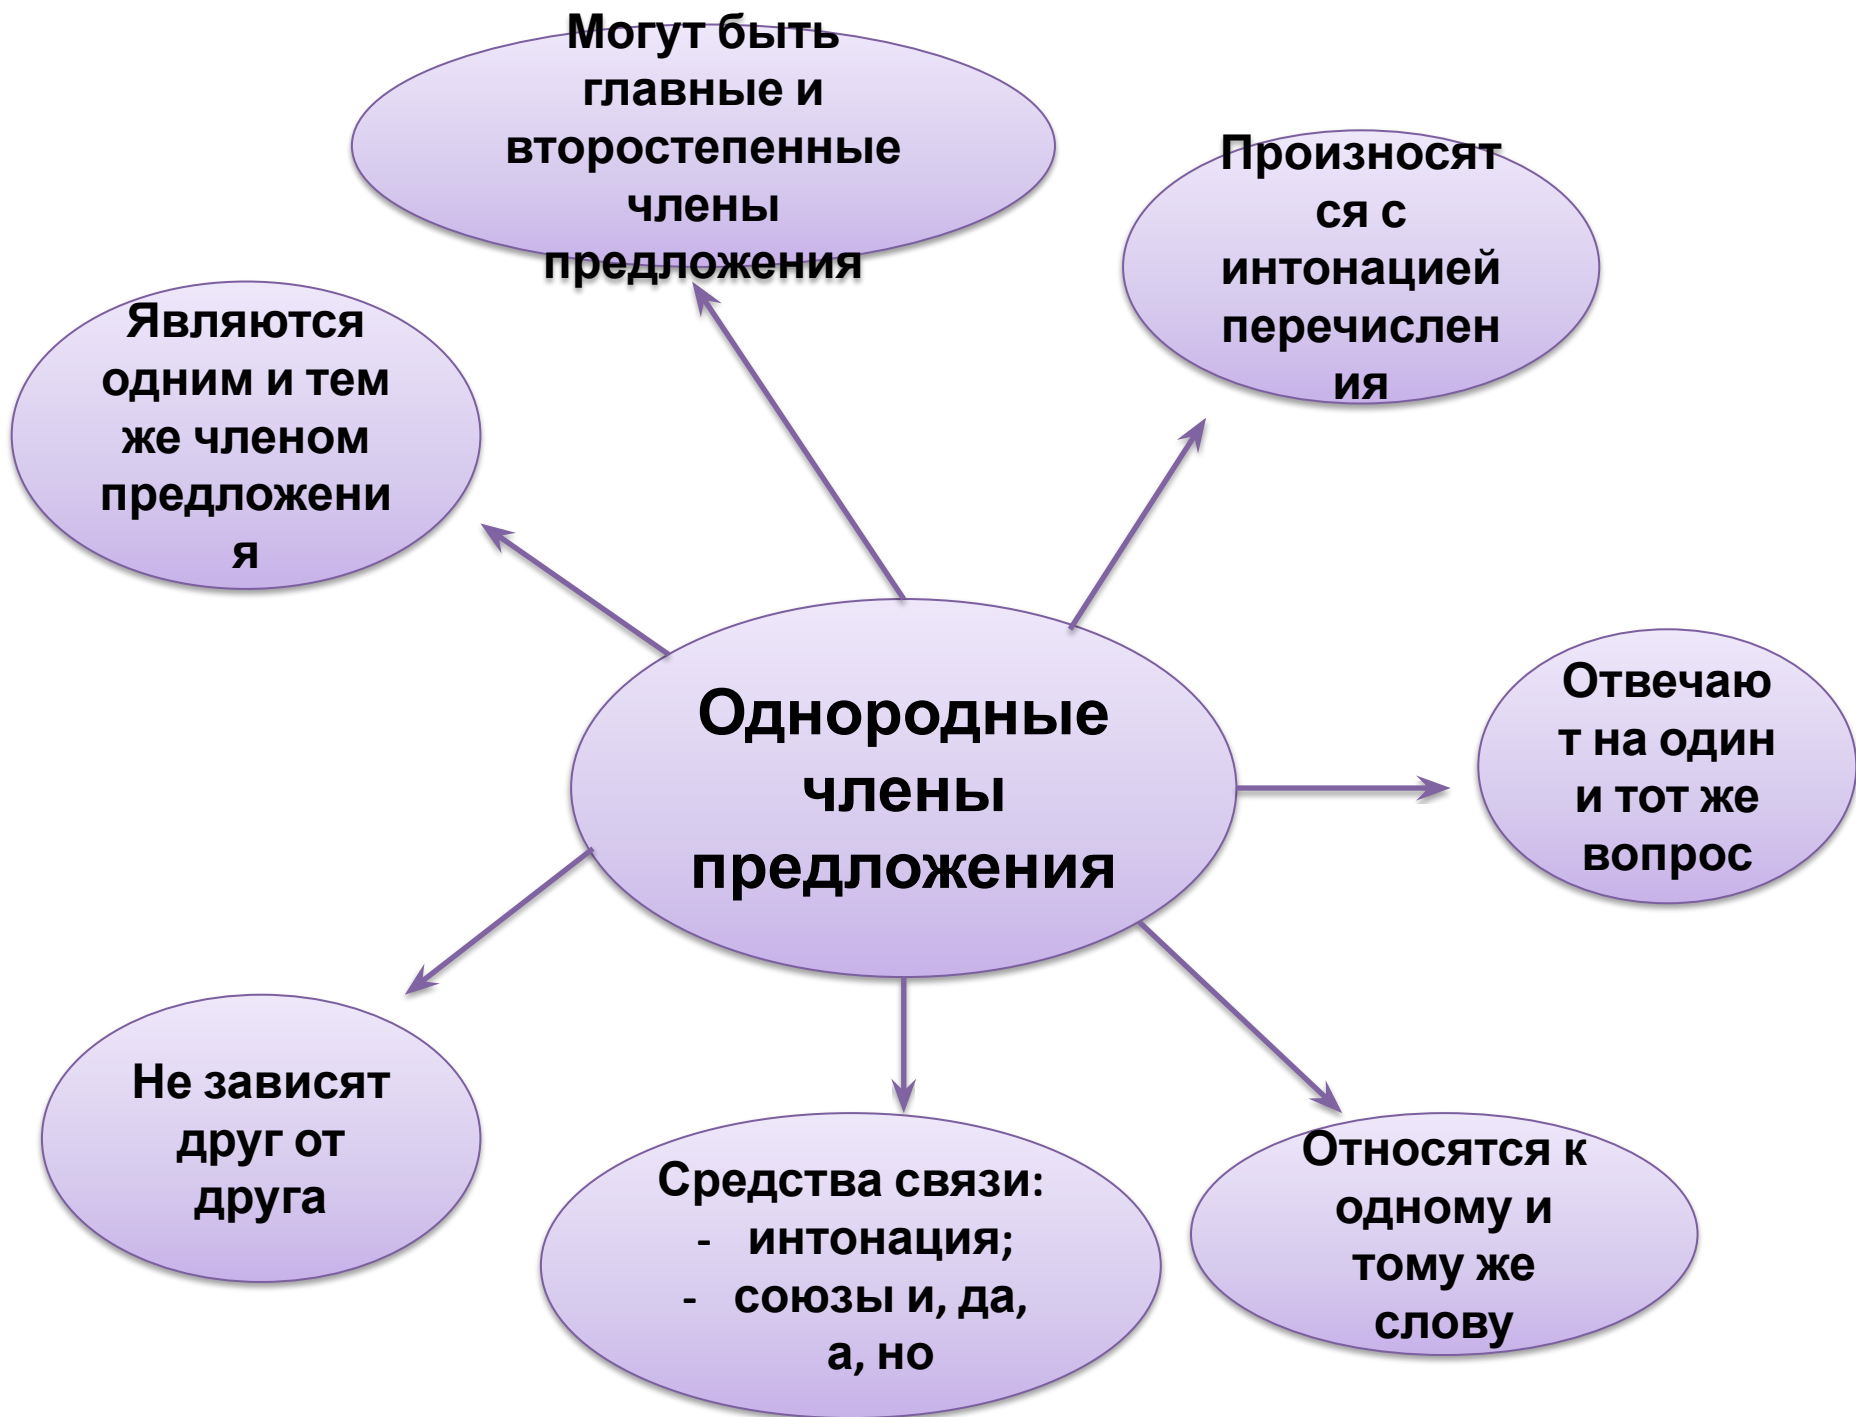 Могут быть
главные и
второстепенные
члены
предложения
Произносят
ся с
интонацией
перечислен
ия
Являются
одним и тем
же членом
предложени
я
Однородные
члены
предложения
Отвечаю
т на один
и тот же
вопрос
Не зависят
друг от
друга
Средства связи:
- интонация;
- союзы и, да,
а, но
Относятся к
одному и
тому же
слову